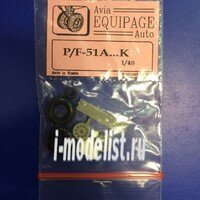 Avia
EQUIPAGE
Auto
P/F-51A...K
1/48
Made in Russia
i-modelist.ru